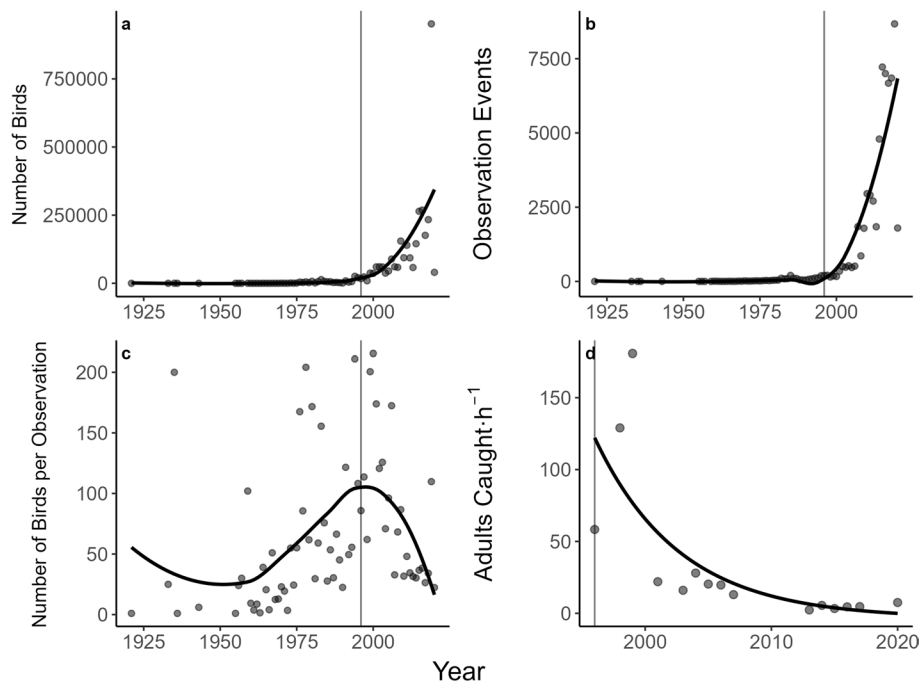 a
Number of Birds
750000
500000
250000
0
1925 1950 1975 2000
b
Observation Events
7500
5000
2500
0
1925 1950 1975 2000
c
Number of Birds per Observation
200
150
100
50
0
1925 1950 1975 2000
d
Adults Caught·h⁻¹
150
100
50
0
2000 2010 2020
Year